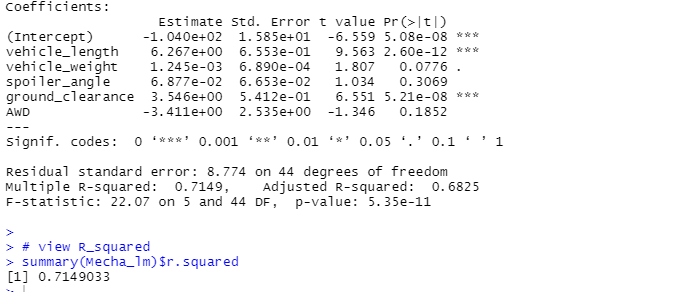 Coefficients:
                   Estimate Std. Error t value Pr(>|t|)
(Intercept)      -1.040e+02  1.585e+01  -6.559 5.08e-08 ***
vehicle_length    6.267e+00  6.553e-01   9.563 2.60e-12 ***
vehicle_weight    1.245e-03  6.890e-04   1.807   0.0776 .
spoiler_angle     6.877e-02  6.653e-02   1.034   0.3069
ground_clearance  3.546e+00  5.412e-01   6.551 5.21e-08 ***
AWD              -3.411e+00  2.535e+00  -1.346   0.1852
---
Signif. codes:  0 ‘***’ 0.001 ‘**’ 0.01 ‘*’ 0.05 ‘.’ 0.1 ‘ ’ 1
Residual standard error: 8.774 on 44 degrees of freedom
Multiple R-squared:  0.7149,    Adjusted R-squared:  0.6825
F-statistic: 22.07 on 5 and 44 DF,  p-value: 5.35e-11
>
> # view R_squared
> summary(Mecha_lm)$r.squared
[1] 0.7149033
>